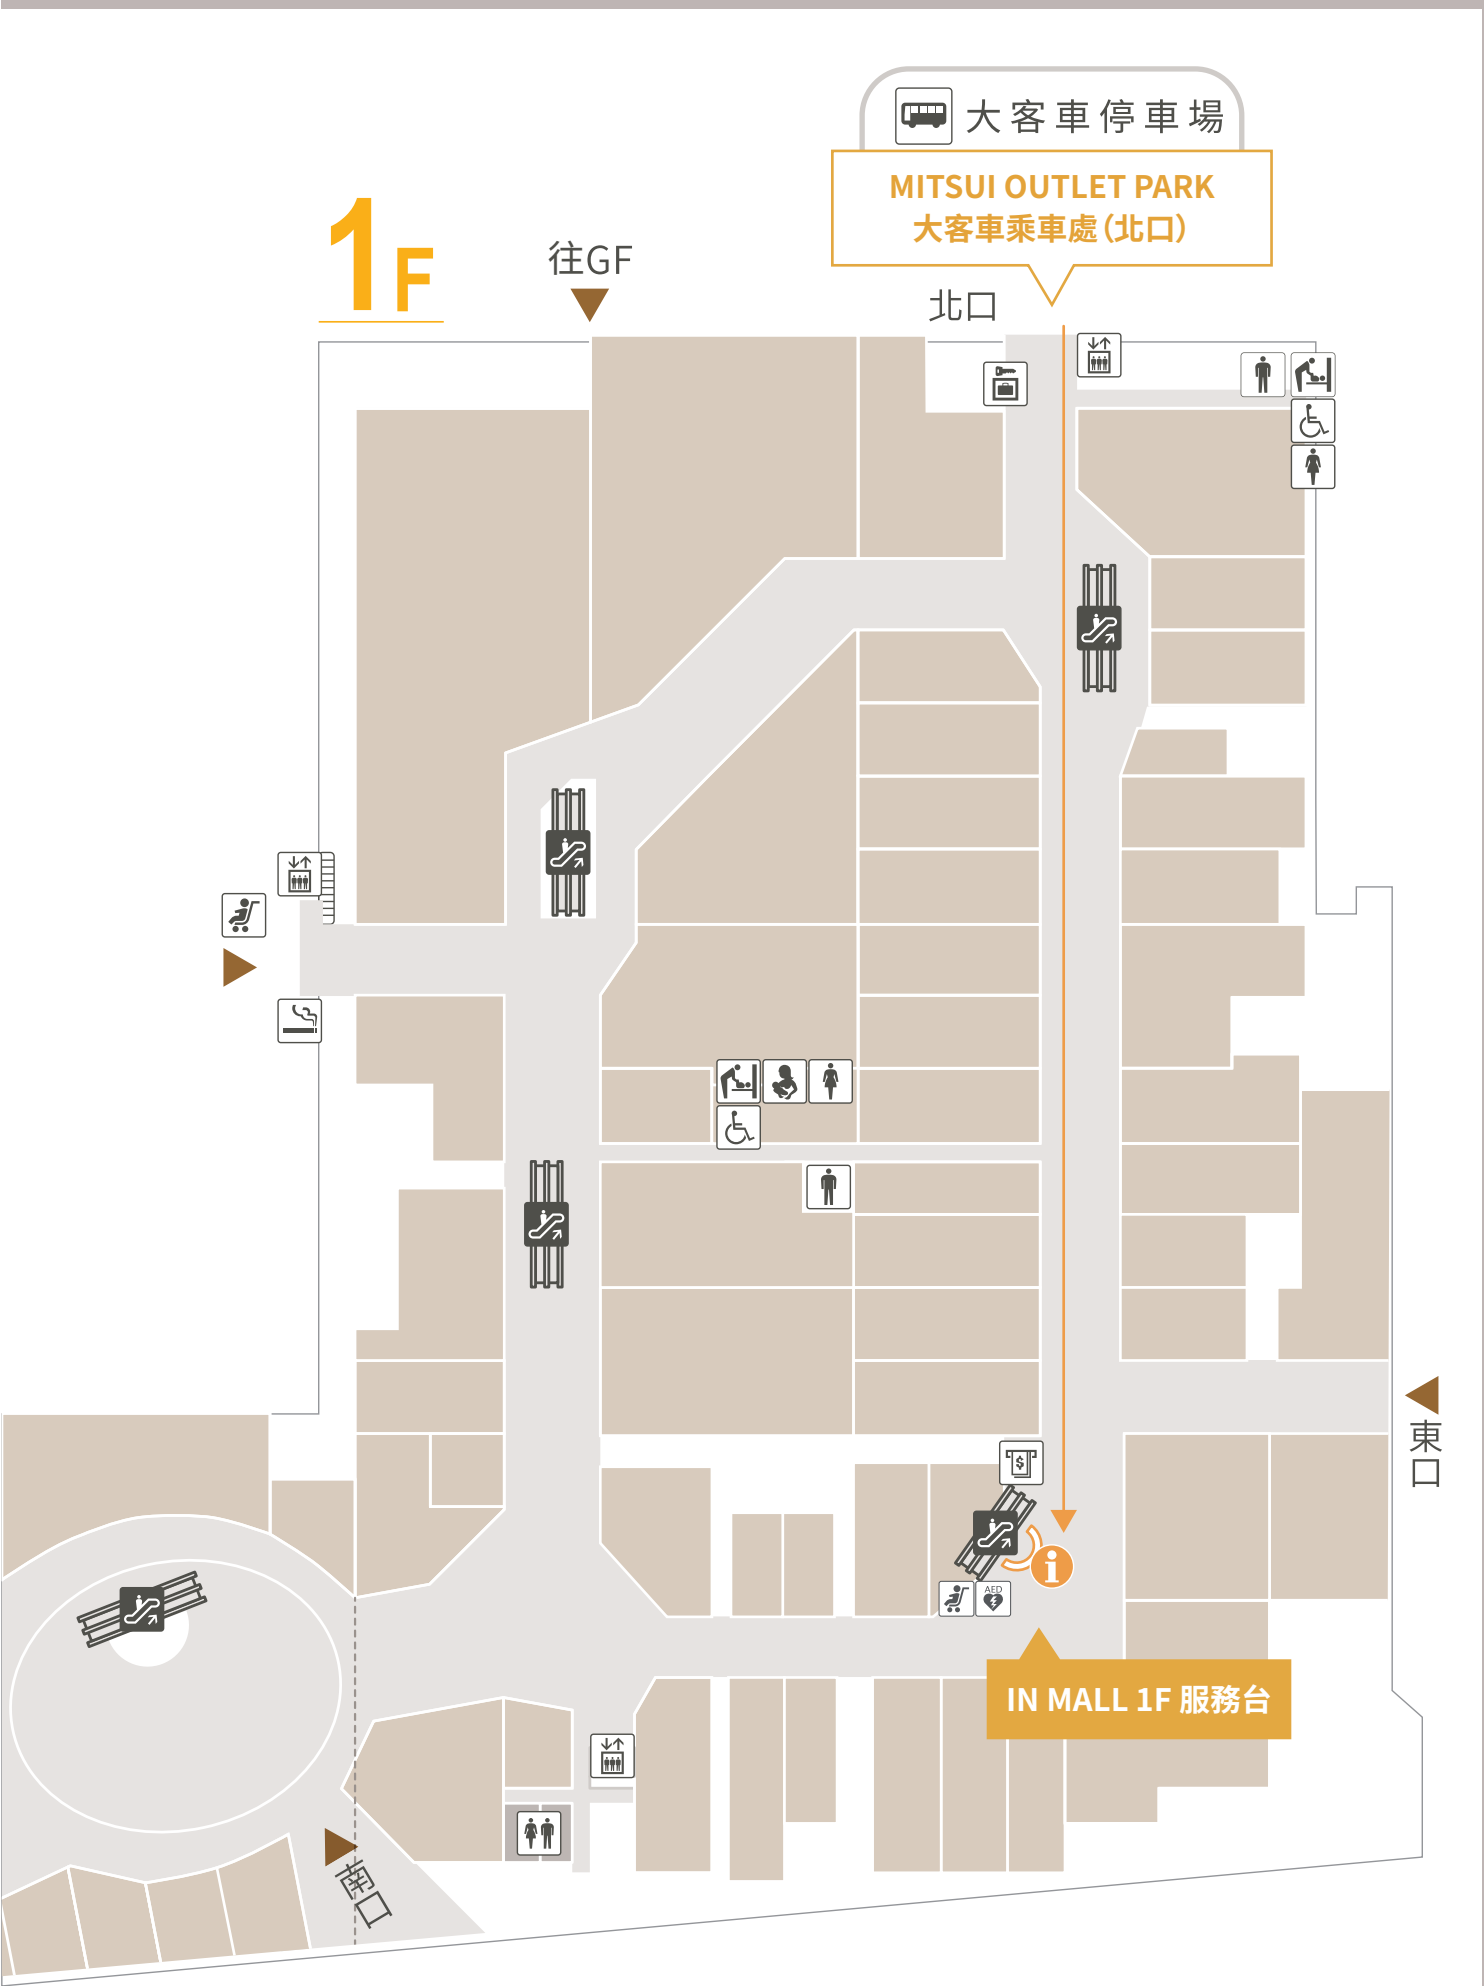 大客車停車場
MITSUI OUTLET PARK
大客車乘車處(北口)
1F
往GF
北口
東口
$
AED
i
IN MALL 1F 服務台
南口